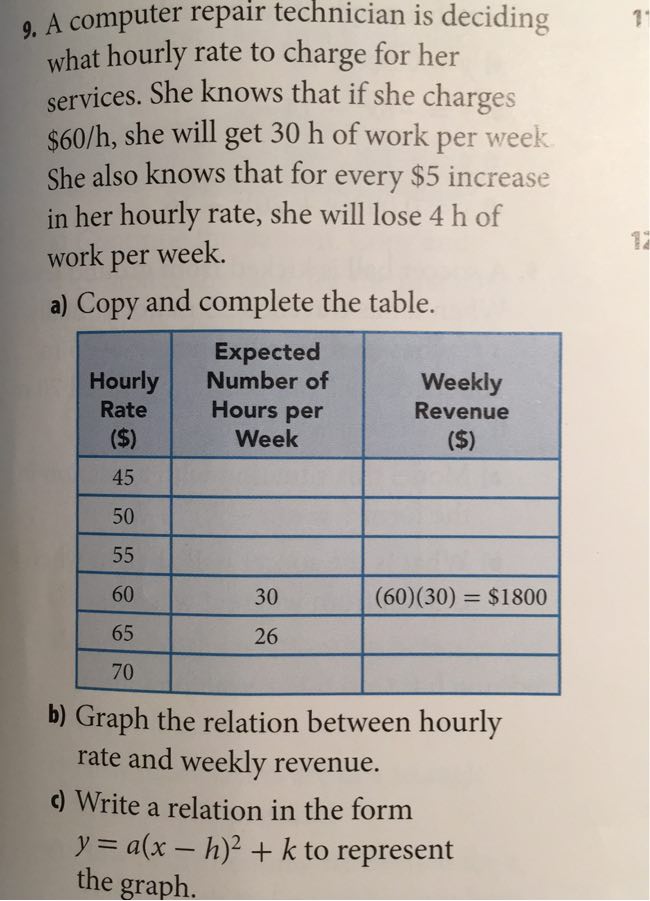 9. A computer repair technician is deciding
what hourly rate to charge for her
services. She knows that if she charges
$60/h, she will get 30 h of work per week.
She also knows that for every $5 increase
in her hourly rate, she will lose 4 h of
work per week.
a) Copy and complete the table.
Hourly Rate ($) Expected Number of Hours per Week Weekly Revenue ($)
45
50
55
60 30 (60)(30) = $1800
65 26
70
b) Graph the relation between hourly
rate and weekly revenue.
c) Write a relation in the form
y = a(x − h)² + k to represent
the graph.